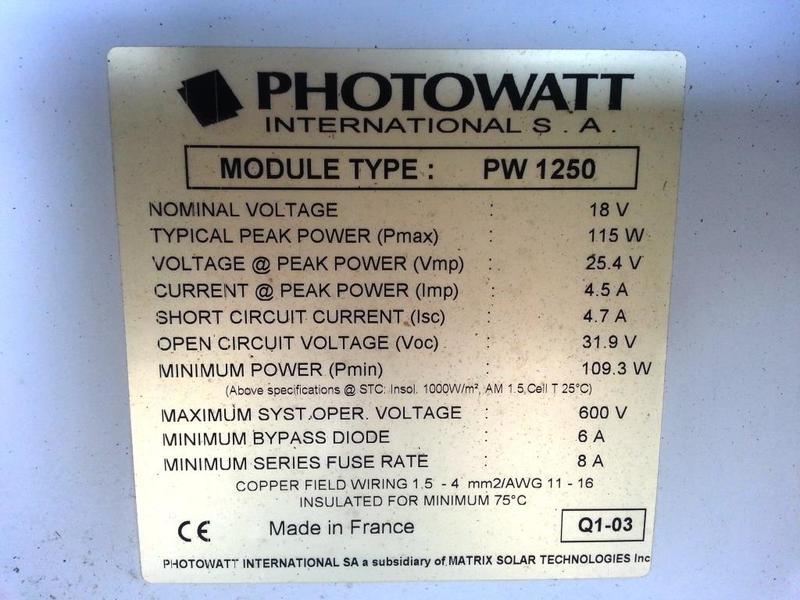 PHOTOWATT
INTERNATIONAL S . A .
MODULE TYPE : PW 1250
NOMINAL VOLTAGE : 18 V
TYPICAL PEAK POWER (Pmax) : 115 W
VOLTAGE @ PEAK POWER (Vmp) : 25.4 V
CURRENT @ PEAK POWER (Imp) : 4.5 A
SHORT CIRCUIT CURRENT (Isc) : 4.7 A
OPEN CIRCUIT VOLTAGE (Voc) : 31.9 V
MINIMUM POWER (Pmin) : 109.3 W
(Above specifications @ STC: Insol. 1000W/m², AM 1.5, Cell T 25°C)
MAXIMUM SYST.OPER. VOLTAGE : 600 V
MINIMUM BYPASS DIODE : 6 A
MINIMUM SERIES FUSE RATE : 8 A
COPPER FIELD WIRING 1.5 - 4 mm2/AWG 11 - 16
INSULATED FOR MINIMUM 75°C
CE Made in France Q1-03
PHOTOWATT INTERNATIONAL SA a subsidiary of MATRIX SOLAR TECHNOLOGIES Inc